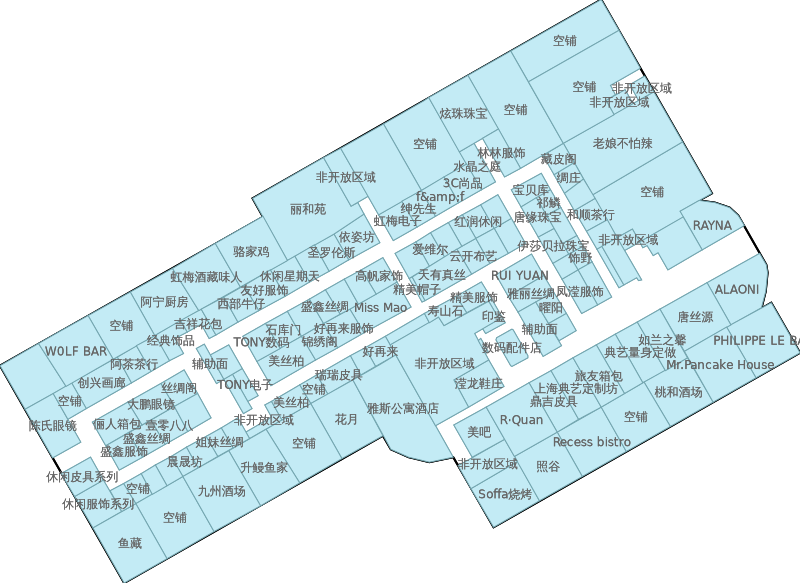 空铺
空铺
非开放区域
非开放区域
炫珠珠宝
空铺
空铺
老娘不怕辣
林林服饰
藏皮阁
水晶之庭
非开放区域
3C尚品
绸庄
宝贝库
空铺
f&amp;f
祁鳞
丽和苑
绅先生
唐缘珠宝
和顺茶行
虹梅电子
红润休闲
RAYNA
依姿坊
非开放区域
骆家鸡
圣罗伦斯
爱维尔
伊莎贝拉珠宝
云开布艺
饰野
虹梅酒藏味人
休闲星期天
高帆家饰
天有真丝
RUI YUAN
友好服饰
精美帽子
ALAONI
阿宁厨房
西部牛仔
精美服饰
雅丽丝绸
凤滢服饰
盛鑫丝绸
Miss Mao
寿山石
曜阳
空铺
吉祥花包
印鉴
唐丝源
石库门
好再来服饰
辅助面
经典饰品
TONY数码
锦绣阁
如兰之馨
PHILIPPE LE BA
W0LF BAR
好再来
数码配件店
典艺量身定做
阿茶茶行
辅助面
美丝柏
非开放区域
Mr.Pancake House
创兴画廊
瑞瑞皮具
滢龙鞋庄
旅友箱包
丝绸阁
TONY电子
空铺
上海典艺定制坊
桃和酒场
空铺
大鹏眼镜
美丝柏
雅斯公寓酒店
鼎吉皮具
陈氏眼镜
俪人箱包
壹零八八
非开放区域
花月
R·Quan
空铺
盛鑫丝绸
姐妹丝绸
空铺
美吧
Recess bistro
盛鑫服饰
晨晟坊
升鳗鱼家
非开放区域
照谷
休闲皮具系列
空铺
九州酒场
Soffa烧烤
休闲服饰系列
空铺
鱼藏